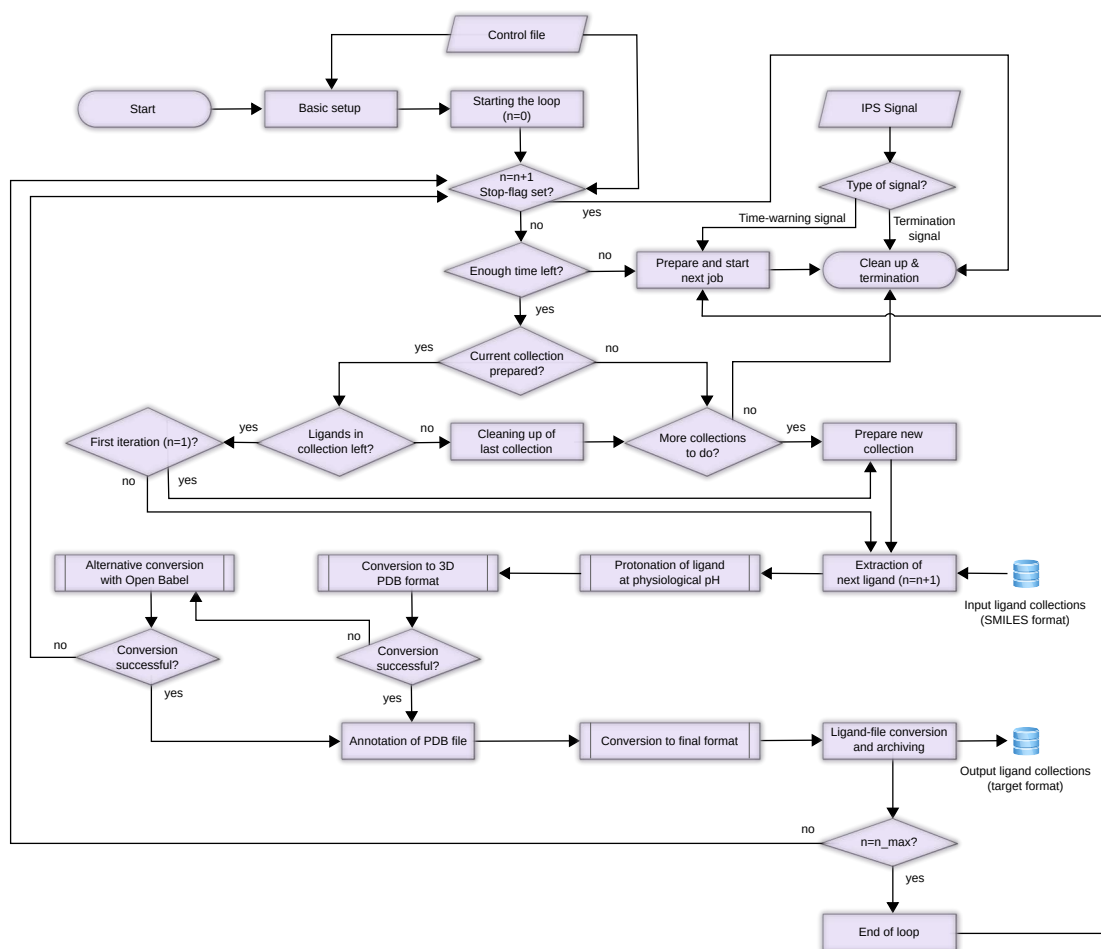 Control file
Start
Basic setup
Starting the loop
(n=0)
IPS Signal
n=n+1
Stop-flag set?
yes
no
Type of signal?
Time-warning signal
Termination
signal
Enough time left?
no
yes
Prepare and start
next job
Clean up &
termination
Current collection
prepared?
yes
no
First iteration (n=1)?
yes
no
yes
Ligands in
collection left?
no
Cleaning up of
last collection
More collections
to do?
no
yes
Prepare new
collection
Alternative conversion
with Open Babel
Conversion to 3D
PDB format
Protonation of ligand
at physiological pH
Extraction of
next ligand (n=n+1)
Input ligand collections
(SMILES format)
no
Conversion
successful?
yes
no
Conversion
successful?
yes
Annotation of PDB file
Conversion to final format
Ligand-file conversion
and archiving
Output ligand collections
(target format)
no
n=n_max?
yes
End of loop